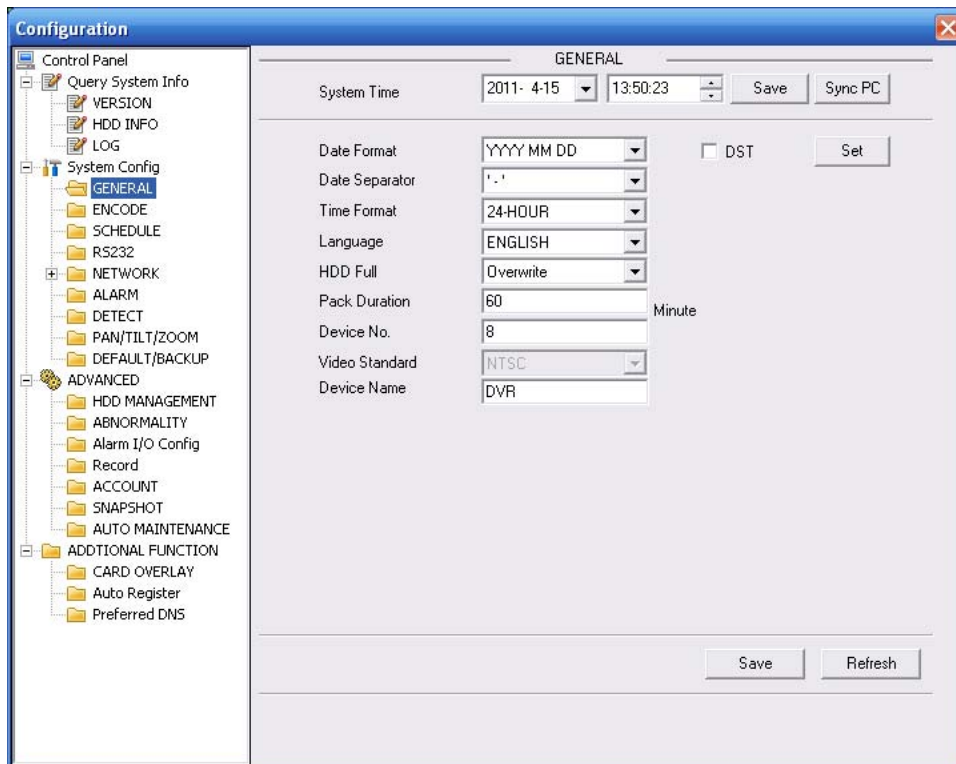 Configuration
Control Panel
Query System Info
VERSION
HDD INFO
LOG
System Config
GENERAL
ENCODE
SCHEDULE
RS232
NETWORK
ALARM
DETECT
PAN/TILT/ZOOM
DEFAULT/BACKUP
ADVANCED
HDD MANAGEMENT
ABNORMALITY
Alarm I/O Config
Record
ACCOUNT
SNAPSHOT
AUTO MAINTENANCE
ADDTIONAL FUNCTION
CARD OVERLAY
Auto Register
Preferred DNS
GENERAL
System Time 2011- 4-15 13:50:23 Save Sync PC
Date Format YYYY MM DD DST Set
Date Separator '-'
Time Format 24-HOUR
Language ENGLISH
HDD Full Overwrite
Pack Duration 60 Minute
Device No. 8
Video Standard NTSC
Device Name DVR
Save Refresh